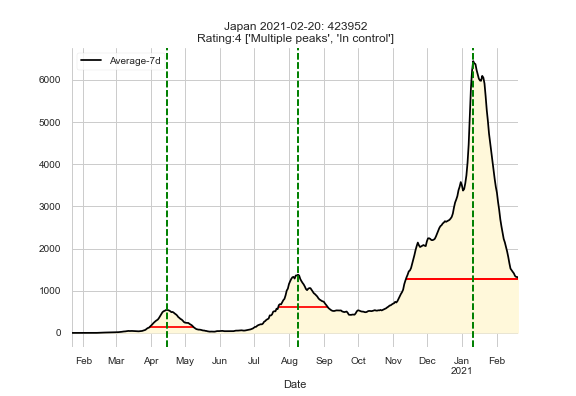 Japan 2021-02-20: 423952
Rating:4 ['Multiple peaks', 'In control']
Average-7d
6000
5000
4000
3000
2000
1000
0
Feb Mar Apr May Jun Jul Aug Sep Oct Nov Dec Jan Feb
2021
Date